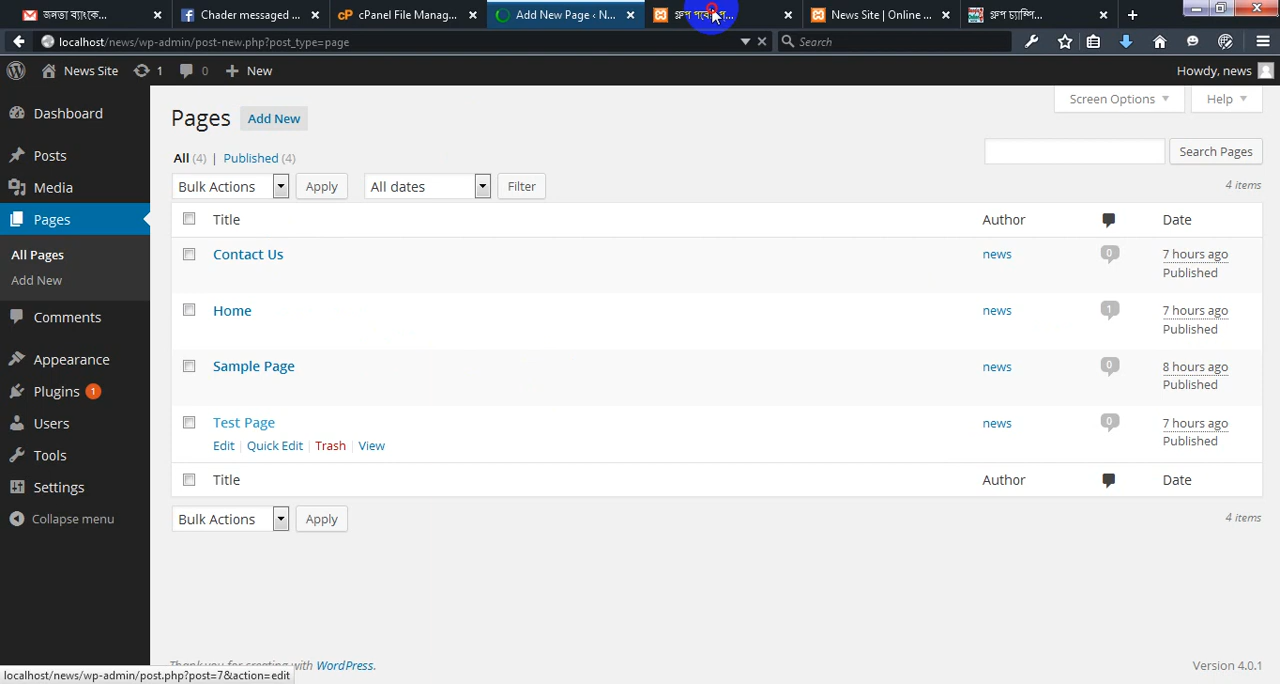 জনতা ব্যাংকে...
Chader messaged ...
cPanel File Manag...
Add New Page ‹ N...
News Site | Online ...
গ্রুপ চ্যাম্পি...
localhost/news/wp-admin/post-new.php?post_type=page
Search
News Site 1 0 New
Howdy, news
Dashboard
Posts
Media
Pages
All Pages
Add New
Comments
Appearance
Plugins 1
Users
Tools
Settings
Collapse menu
Screen Options
Help
Pages Add New
All (4) | Published (4)
Search Pages
Bulk Actions Apply All dates Filter
4 items
Title Author Date
Contact Us news 0 7 hours ago
Published
Home news 1 7 hours ago
Published
Sample Page news 0 8 hours ago
Published
Test Page news 0 7 hours ago
Edit | Quick Edit | Trash | View Published
Title Author Date
Bulk Actions Apply
4 items
Thank you for creating with WordPress.
Version 4.0.1
localhost/news/wp-admin/post.php?post=7&action=edit